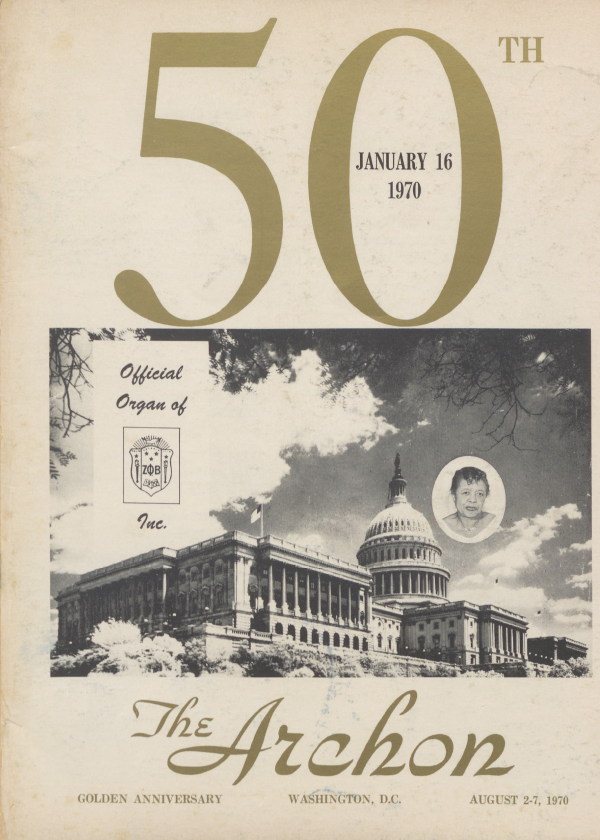 50TH
JANUARY 16
1970
Official
Organ of
ΖΦΒ
Inc.
The Archon
GOLDEN ANNIVERSARY WASHINGTON, D.C. AUGUST 2-7, 1970